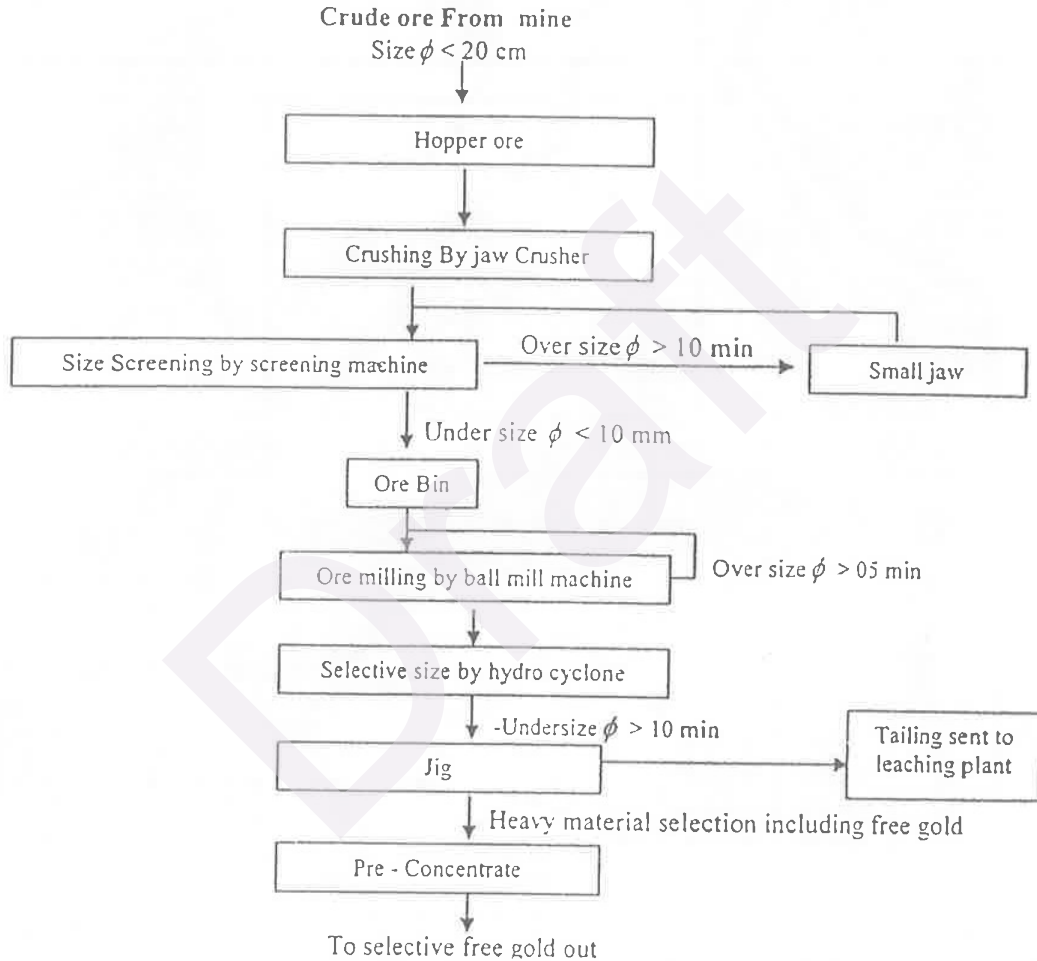 Crude ore From mine
Size ϕ < 20 cm
Hopper ore
Crushing By jaw Crusher
Size Screening by screening machine
Over size ϕ > 10 min
Small jaw
Under size ϕ < 10 mm
Ore Bin
Ore milling by ball mill machine
Over size ϕ > 05 min
Selective size by hydro cyclone
-Undersize ϕ > 10 min
Jig
Tailing sent to
leaching plant
Heavy material selection including free gold
Pre - Concentrate
To selective free gold out
Draft